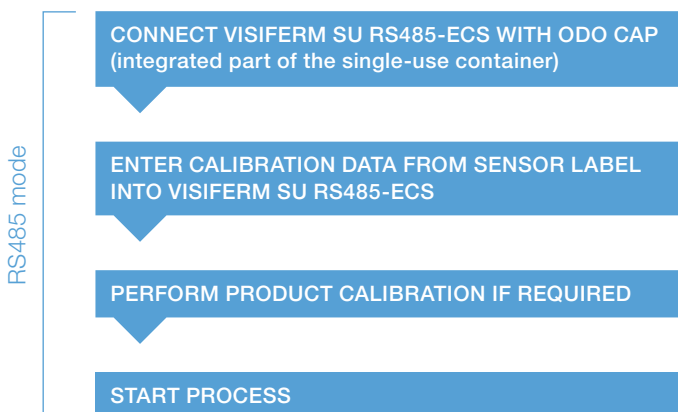 RS485 mode
CONNECT VISIFERM SU RS485-ECS WITH ODO CAP
(integrated part of the single-use container)
ENTER CALIBRATION DATA FROM SENSOR LABEL
INTO VISIFERM SU RS485-ECS
PERFORM PRODUCT CALIBRATION IF REQUIRED
START PROCESS